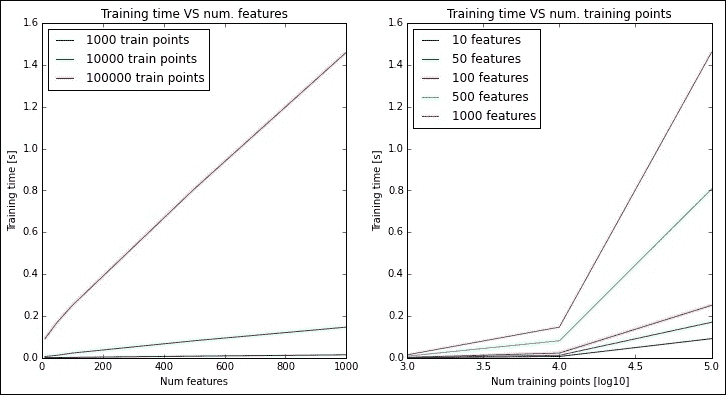 Training time VS num. features
1.6
1.4
1.2
1.0
0.8
0.6
0.4
0.2
0.0
Training time [s]
1000 train points
10000 train points
100000 train points
0
200
400
600
800
1000
Num features
Training time VS num. training points
1.6
1.4
1.2
1.0
0.8
0.6
0.4
0.2
0.0
Training time [s]
10 features
50 features
100 features
500 features
1000 features
3.0
3.5
4.0
4.5
5.0
Num training points [log10]